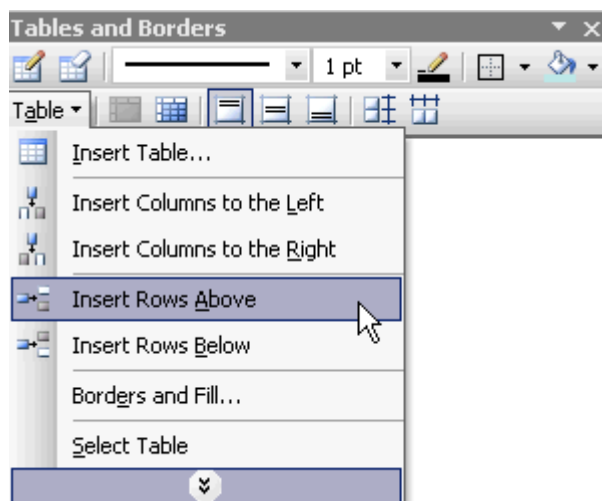 Tables and Borders
1 pt
Table
Insert Table...
Insert Columns to the Left
Insert Columns to the Right
Insert Rows Above
Insert Rows Below
Borders and Fill...
Select Table